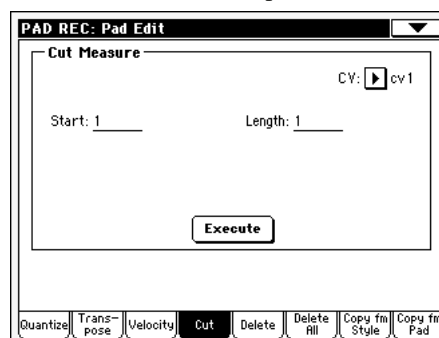 PAD REC: Pad Edit
Cut Measure
CV: cv1
Start: 1 Length: 1
Execute
Quantize Trans-pose Velocity Cut Delete Delete All Copy fm Style Copy fm Pad